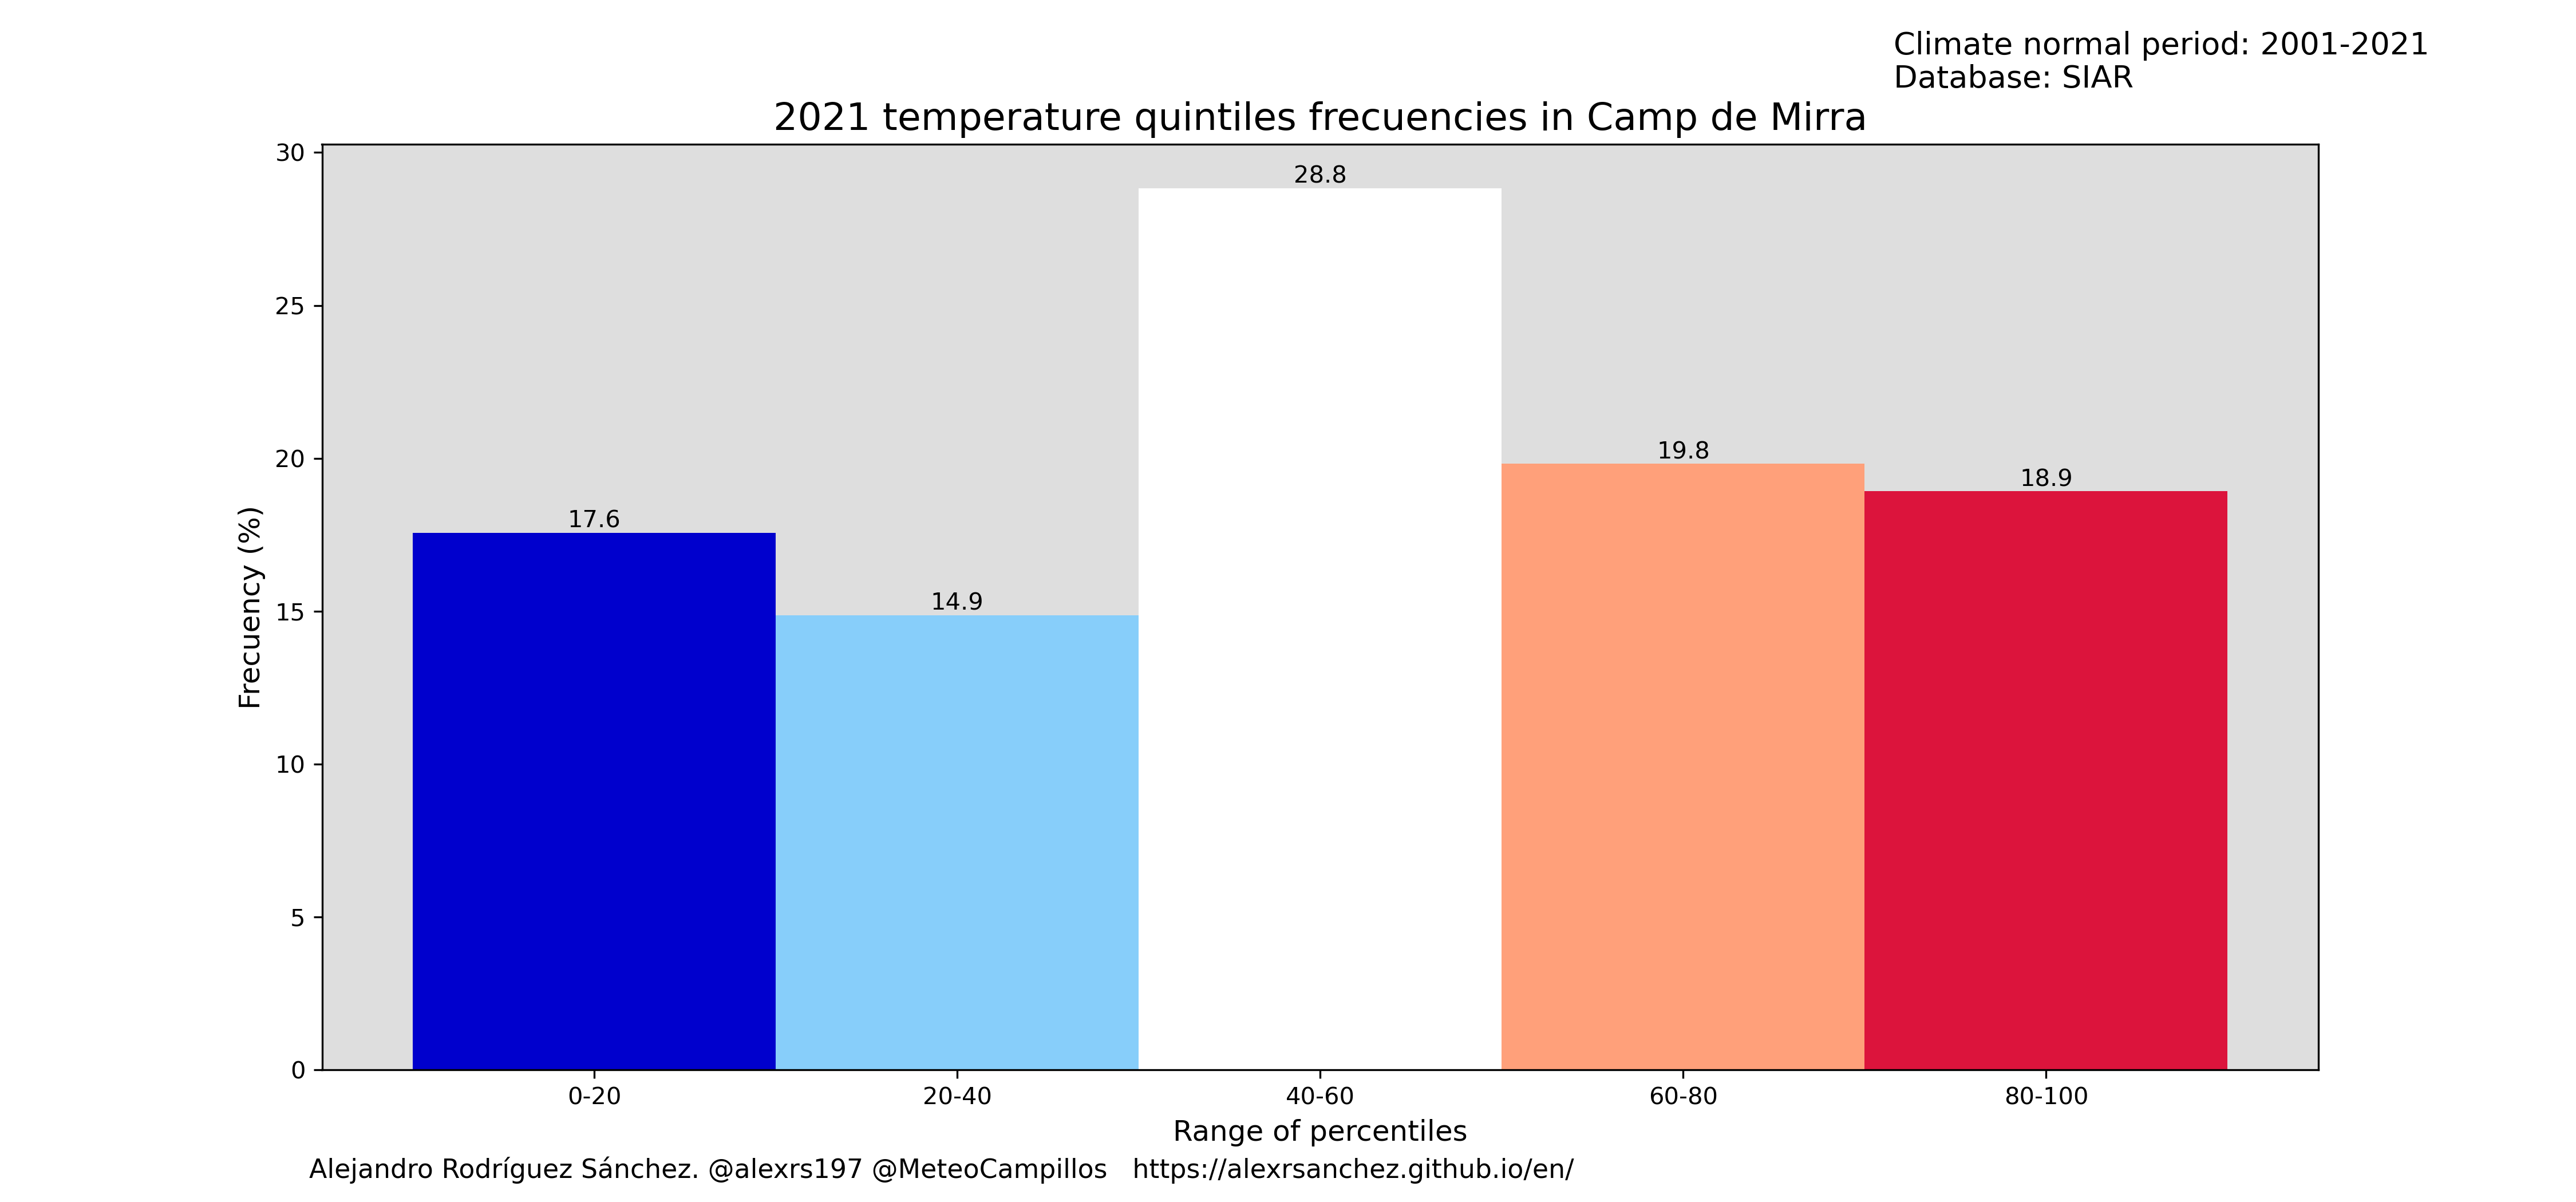 Climate normal period: 2001-2021
Database: SIAR
2021 temperature quintiles frecuencies in Camp de Mirra
30
25
20
15
10
5
0
Frecuency (%)
17.6
14.9
28.8
19.8
18.9
0-20
20-40
40-60
60-80
80-100
Range of percentiles
Alejandro Rodríguez Sánchez. @alexrs197 @MeteoCampillos https://alexrsanchez.github.io/en/